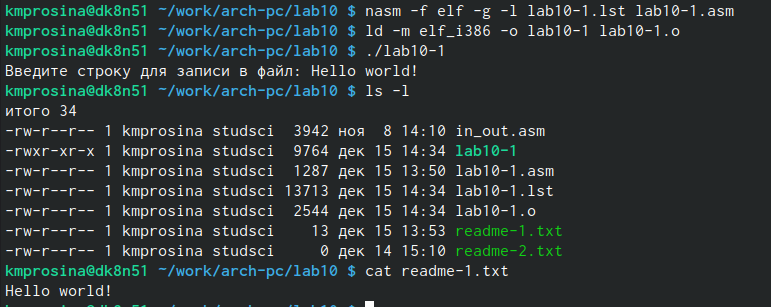 kmprosina@dk8n51 ~/work/arch-pc/lab10 $ nasm -f elf -g -l lab10-1.lst lab10-1.asm
kmprosina@dk8n51 ~/work/arch-pc/lab10 $ ld -m elf_i386 -o lab10-1 lab10-1.o
kmprosina@dk8n51 ~/work/arch-pc/lab10 $ ./lab10-1
Введите строку для записи в файл: Hello world!
kmprosina@dk8n51 ~/work/arch-pc/lab10 $ ls -l
итого 34
-rw-r--r-- 1 kmprosina studsci  3942 ноя  8 14:10 in_out.asm
-rwxr-xr-x 1 kmprosina studsci  9764 дек 15 14:34 lab10-1
-rw-r--r-- 1 kmprosina studsci  1287 дек 15 13:50 lab10-1.asm
-rw-r--r-- 1 kmprosina studsci 13713 дек 15 14:34 lab10-1.lst
-rw-r--r-- 1 kmprosina studsci  2544 дек 15 14:34 lab10-1.o
-rw-r--r-- 1 kmprosina studsci    13 дек 15 13:53 readme-1.txt
-rw-r--r-- 1 kmprosina studsci     0 дек 14 15:10 readme-2.txt
kmprosina@dk8n51 ~/work/arch-pc/lab10 $ cat readme-1.txt
Hello world!